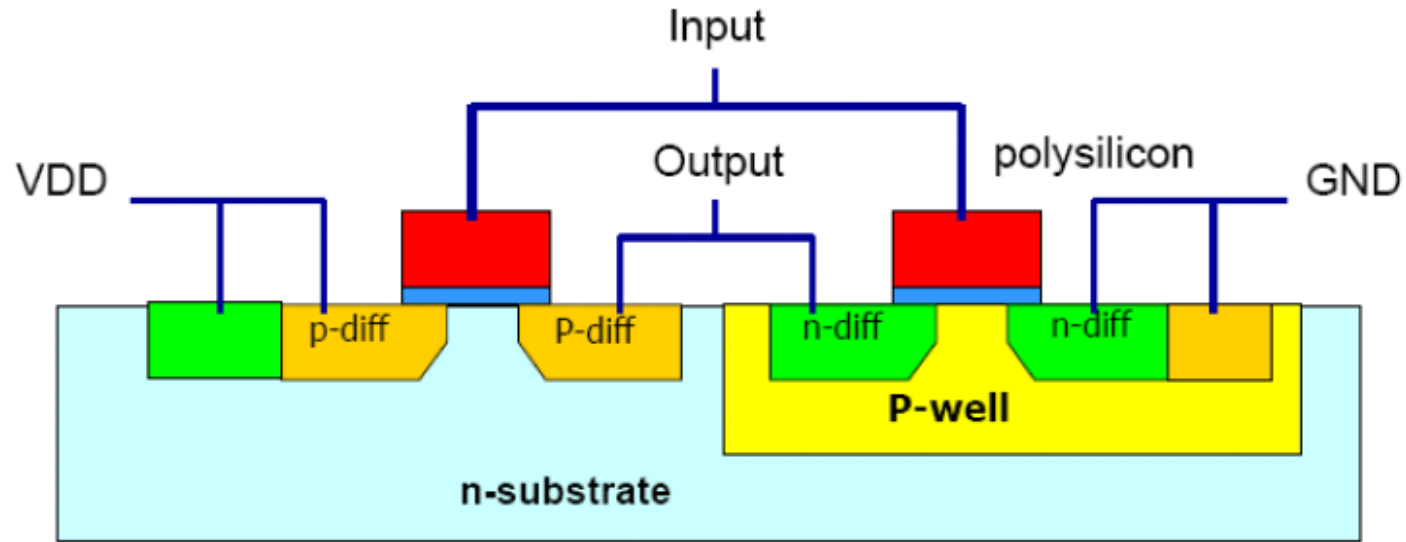 Input
Output
polysilicon
VDD
GND
p-diff
P-diff
n-diff
n-diff
P-well
n-substrate